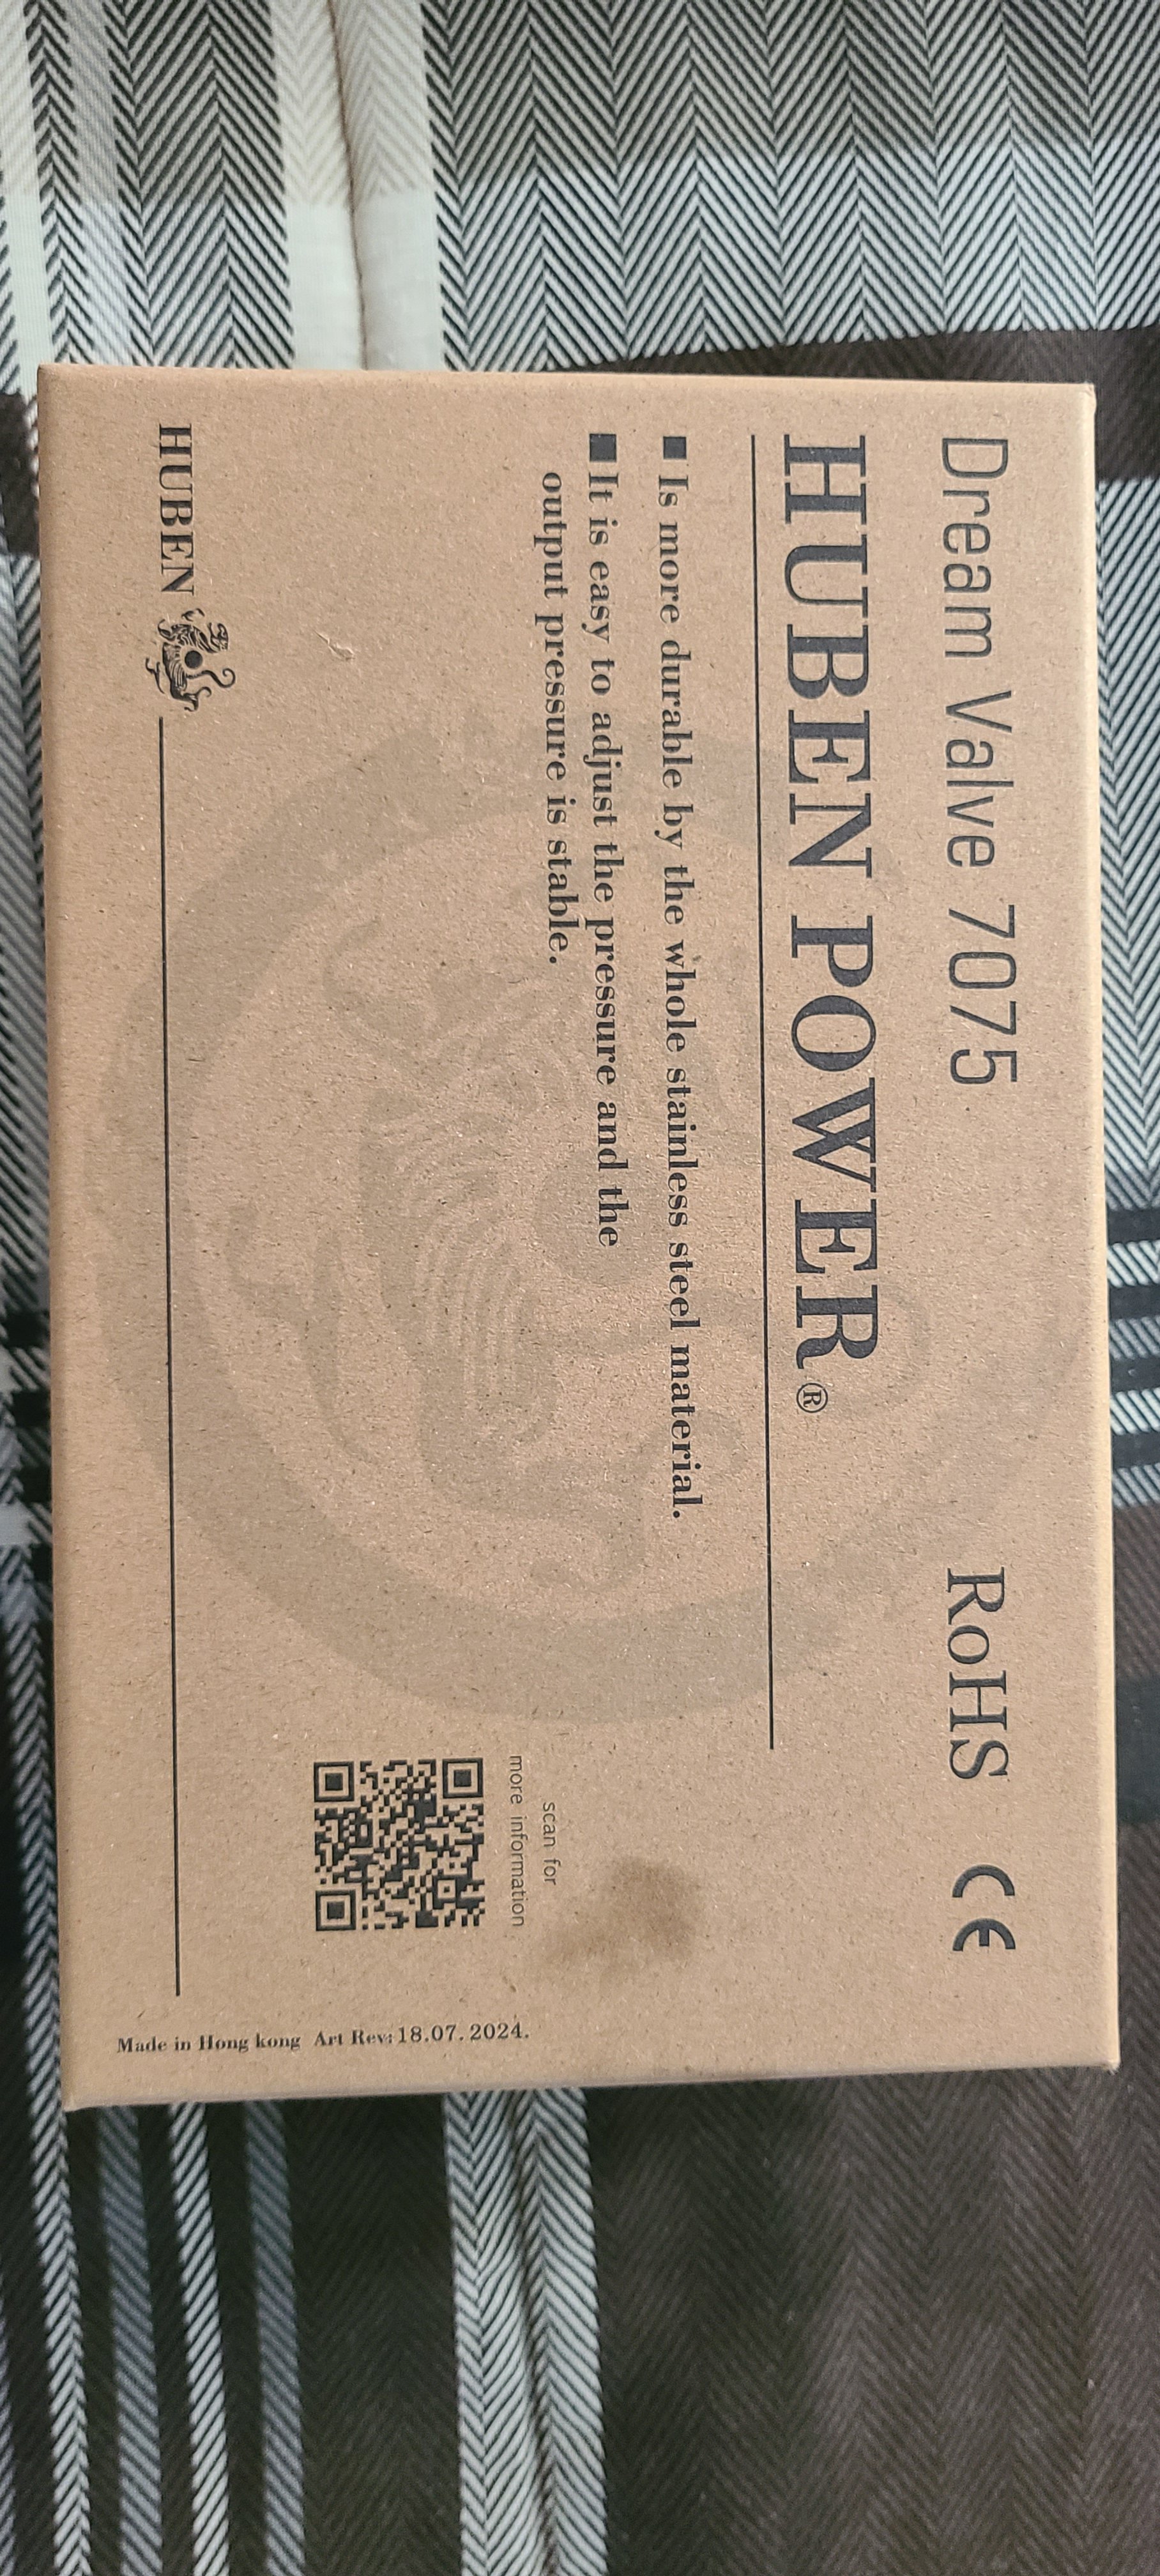 Dream Valve 7075
RoHS CE
HUBEN POWER®
■ Is more durable by the whole stainless steel material.
■ It is easy to adjust the pressure and the
output pressure is stable.
scan for
more information
HUBEN
Made in Hong kong Art Rev:18.07.2024.